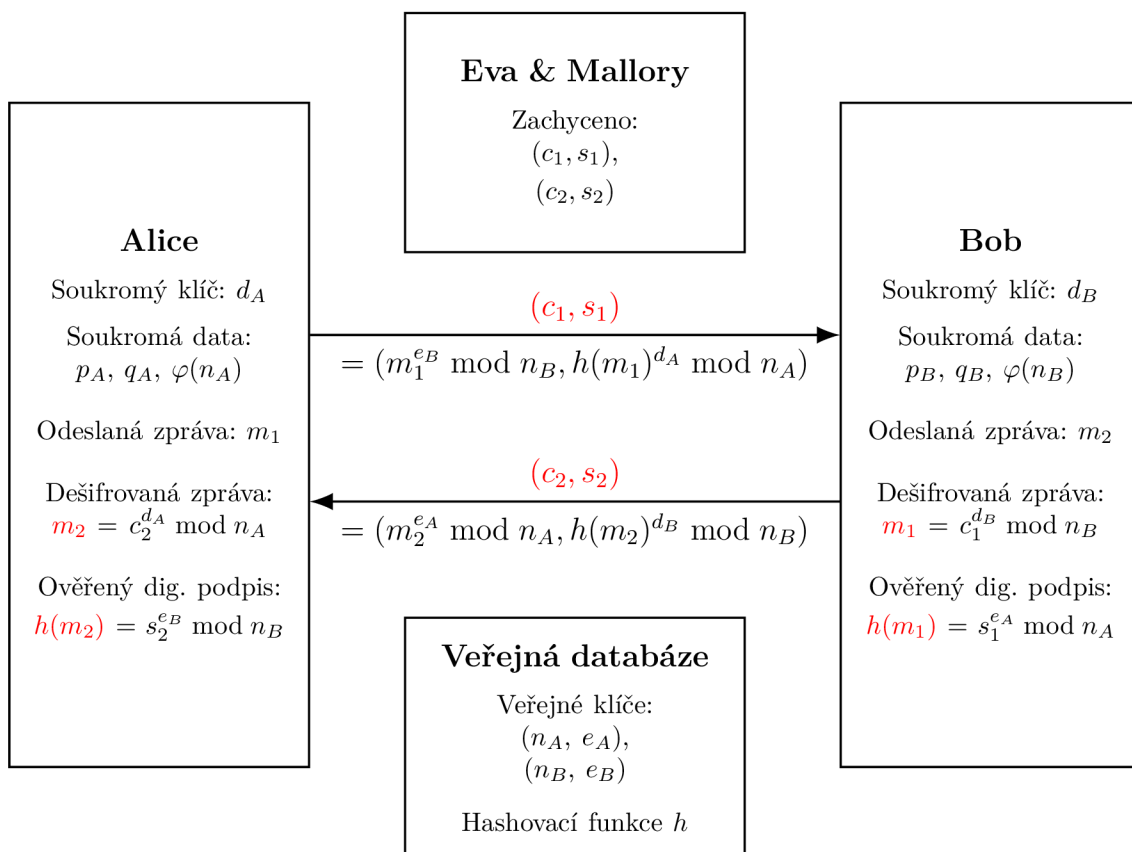 Eva & Mallory
Zachyceno:
(c₁, s₁),
(c₂, s₂)
Alice
Soukromý klíč: d_A
Soukromá data:
p_A, q_A, φ(n_A)
Odeslaná zpráva: m₁
Dešifrovaná zpráva:
m₂ = c₂^{d_A} mod n_A
Ověřený dig. podpis:
h(m₂) = s₂^{e_B} mod n_B
(c₁, s₁)
= (m₁^{e_B} mod n_B, h(m₁)^{d_A} mod n_A)
(c₂, s₂)
= (m₂^{e_A} mod n_A, h(m₂)^{d_B} mod n_B)
Bob
Soukromý klíč: d_B
Soukromá data:
p_B, q_B, φ(n_B)
Odeslaná zpráva: m₂
Dešifrovaná zpráva:
m₁ = c₁^{d_B} mod n_B
Ověřený dig. podpis:
h(m₁) = s₁^{e_A} mod n_A
Veřejná databáze
Veřejné klíče:
(n_A, e_A),
(n_B, e_B)
Hashovací funkce h